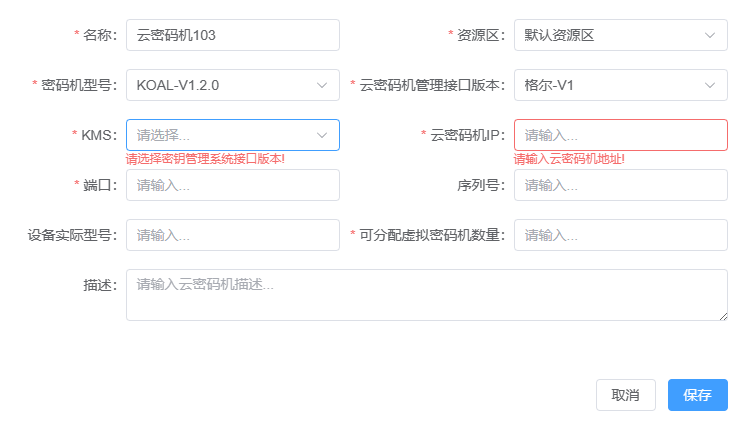 * 名称： 云密码机103 * 资源区： 默认资源区
* 密码机型号： KOAL-V1.2.0 * 云密码机管理接口版本： 格尔-V1
* KMS： 请选择... * 云密码机IP： 请输入...
请选择密钥管理系统接口版本! 请输入云密码机地址!
* 端口： 请输入... 序列号： 请输入...
设备实际型号： 请输入... * 可分配虚拟密码机数量： 请输入...
描述： 请输入云密码机描述...
取消 保存